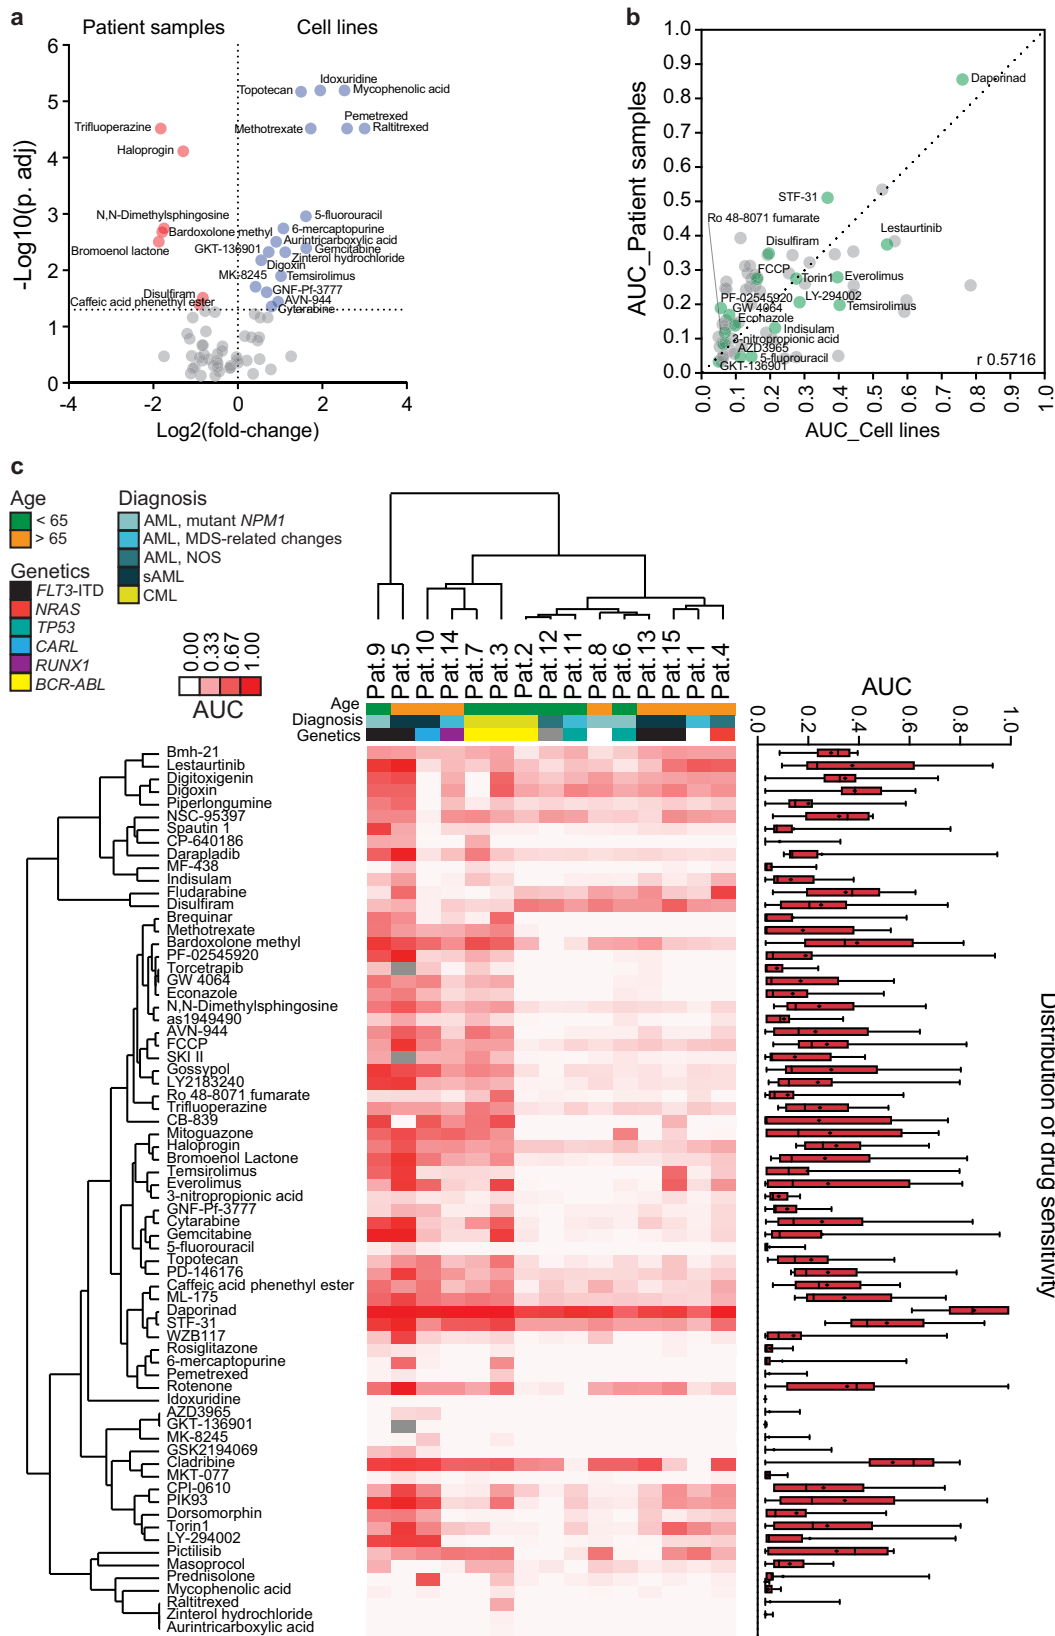 a
Patient samples
Cell lines
-Log10(p. adj)
6
5
4
3
2
1
0
-4
-2
0
2
4
Log2(fold-change)
Idoxuridine
Topotecan
Mycophenolic acid
Pemetrexed
Methotrexate
Raltitrexed
Trifluoperazine
Haloprogin
N,N-Dimethylsphingosine
Bardoxolone methyl
Bromoenol lactone
5-fluorouracil
6-mercaptopurine
Aurintricarboxylic acid
GKT-136901
Gemcitabine
Zinterol hydrochloride
Digoxin
MK-8245
Temsirolimus
Disulfiram
GNF-Pf-3777
Caffeic acid phenethyl ester
AVN-944
Cytarabine
b
AUC_Patient samples
1.0
0.9
0.8
0.7
0.6
0.5
0.4
0.3
0.2
0.1
0.0
0.0
0.1
0.2
0.3
0.4
0.5
0.6
0.7
0.8
0.9
1.0
AUC_Cell lines
Daporinad
STF-31
Ro 48-8071 fumarate
Lestaurtinib
Disulfiram
FCCP
Torin1
Everolimus
PF-02545920
LY-294002
GW 4064
Temsirolimus
Econazole
Indisulam
3-nitropropionic acid
AZD3965
5-fluorouracil
GKT-136901
r 0.5716
c
Age
< 65
> 65
Genetics
FLT3-ITD
NRAS
TP53
CARL
RUNX1
BCR-ABL
Diagnosis
AML, mutant NPM1
AML, MDS-related changes
AML, NOS
sAML
CML
0.00
0.33
0.67
1.00
AUC
Pat.9
Pat.5
Pat.10
Pat.14
Pat.7
Pat.3
Pat.2
Pat.12
Pat.11
Pat.8
Pat.6
Pat.13
Pat.15
Pat.1
Pat.4
Age
Diagnosis
Genetics
AUC
0.0
0.2
0.4
0.6
0.8
1.0
Distribution of drug sensitivity
Bmh-21
Lestaurtinib
Digitoxigenin
Digoxin
Piperlongumine
NSC-95397
Spautin 1
CP-640186
Darapladib
MF-438
Indisulam
Fludarabine
Disulfiram
Brequinar
Methotrexate
Bardoxolone methyl
PF-02545920
Torcetrapib
GW 4064
Econazole
N,N-Dimethylsphingosine
as1949490
AVN-944
FCCP
SKI II
Gossypol
LY2183240
Ro 48-8071 fumarate
Trifluoperazine
CB-839
Mitoguazone
Haloprogin
Bromoenol Lactone
Temsirolimus
Everolimus
3-nitropropionic acid
GNF-Pf-3777
Cytarabine
Gemcitabine
5-fluorouracil
Topotecan
PD-146176
Caffeic acid phenethyl ester
ML-175
Daporinad
STF-31
WZB117
Rosiglitazone
6-mercaptopurine
Pemetrexed
Rotenone
Idoxuridine
AZD3965
GKT-136901
MK-8245
GSK2194069
Cladribine
MKT-077
CPI-0610
PIK93
Dorsomorphin
Torin1
LY-294002
Pictilisib
Masoprocol
Prednisolone
Mycophenolic acid
Raltitrexed
Zinterol hydrochloride
Aurintricarboxylic acid